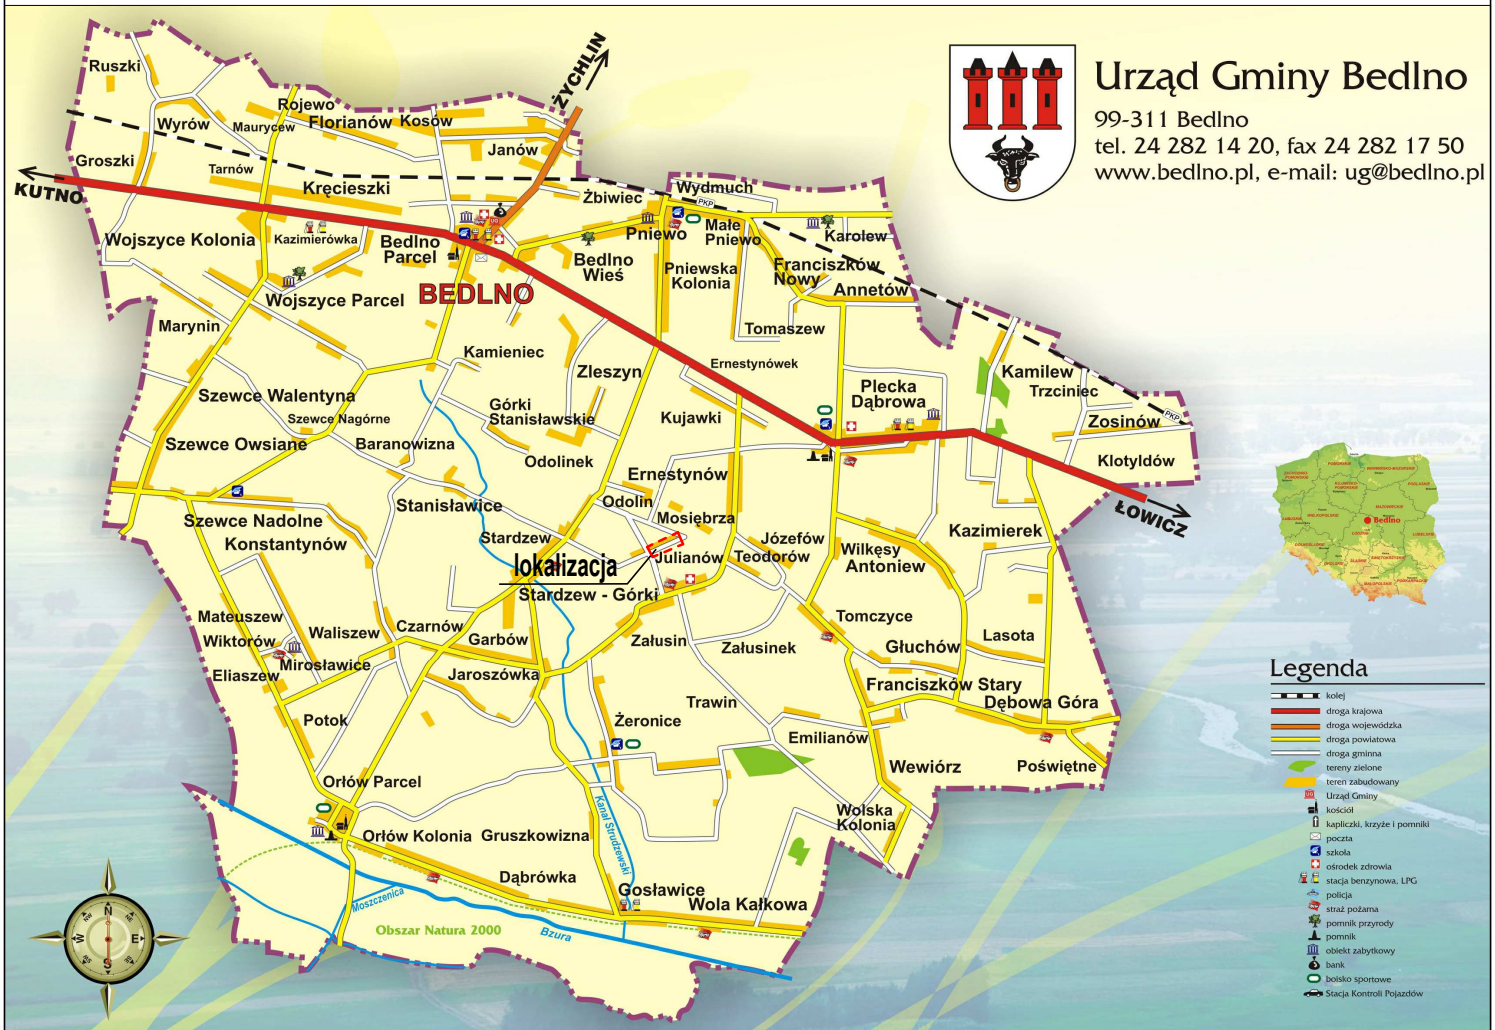 Urząd Gminy Bedlno
99-311 Bedlno
tel. 24 282 14 20, fax 24 282 17 50
www.bedlno.pl, e-mail: ug@bedlno.pl
ŻYCHLIN
Ruszki
Rojewo
Wyrów
Maurycew
Florianów
Kosów
Janów
Groszki
Tarnów
KUTNO
Kręcieszki
Żbiwiec
Wydmuch
PKP
Wojszyce Kolonia
Kazimierówka
Bedlno
Parcel
Pniewo
Małe
Pniewo
Karolew
Bedlno
Wieś
Pniewska
Kolonia
Franciszków
Nowy
Annetów
Wojszyce Parcel
BEDLNO
Marynin
Tomaszew
Kamieniec
Zleszyn
Ernestynówek
Kamilew
Trzciniec
Plecka
Dąbrowa
Szewce Walentyna
Szewce Nagórne
Górki
Stanisławskie
Kujawki
PKP
Zosinów
Szewce Owsiane
Baranowizna
Odolinek
Ernestynów
Klotyldów
Stanisławice
Odolin
ŁOWICZ
Szewce Nadolne
Konstantynów
Mosiębrza
Stardzew
Józefów
Teodorów
Wilkęsy
Antoniew
Kazimierek
lokalizacja
Julianów
Stardzew - Górki
Mateuszew
Wiktorów
Waliszew
Czarnów
Garbów
Załusin
Załusinek
Tomczyce
Głuchów
Lasota
Eliaszew
Mirosławice
Jaroszówka
Franciszków Stary
Dębowa Góra
Potok
Trawin
Żeronice
Emilianów
Wewiórz
Poświętne
Orłów Parcel
Wolska
Kolonia
Kanał Strudzewski
Orłów Kolonia
Gruszkowizna
Dąbrówka
Gosławice
Wola Kałkowa
Moszczenica
Obszar Natura 2000
Bzura
N
NE
E
S
SW
W
NW
Bedlno
Legenda
kolej
droga krajowa
droga wojewódzka
droga powiatowa
droga gminna
tereny zielone
teren zabudowany
Urząd Gminy
kościół
kapliczki, krzyże i pomniki
poczta
szkoła
ośrodek zdrowia
stacja benzynowa, LPG
policja
straż pożarna
pomnik przyrody
pomnik
obiekt zabytkowy
bank
boisko sportowe
Stacja Kontroli Pojazdów